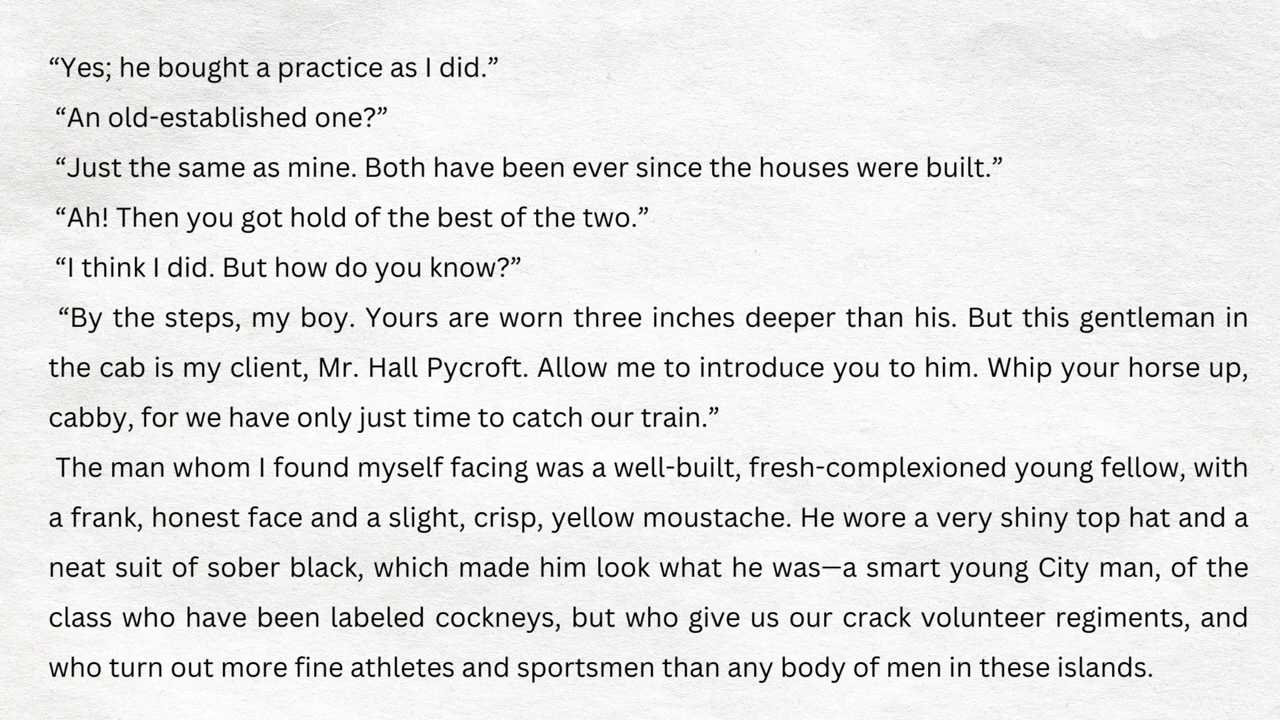 “Yes; he bought a practice as I did.”
“An old-established one?”
“Just the same as mine. Both have been ever since the houses were built.”
“Ah! Then you got hold of the best of the two.”
“I think I did. But how do you know?”
“By the steps, my boy. Yours are worn three inches deeper than his. But this gentleman in
the cab is my client, Mr. Hall Pycroft. Allow me to introduce you to him. Whip your horse up,
cabby, for we have only just time to catch our train.”
The man whom I found myself facing was a well-built, fresh-complexioned young fellow, with
a frank, honest face and a slight, crisp, yellow moustache. He wore a very shiny top hat and a
neat suit of sober black, which made him look what he was—a smart young City man, of the
class who have been labeled cockneys, but who give us our crack volunteer regiments, and
who turn out more fine athletes and sportsmen than any body of men in these islands.